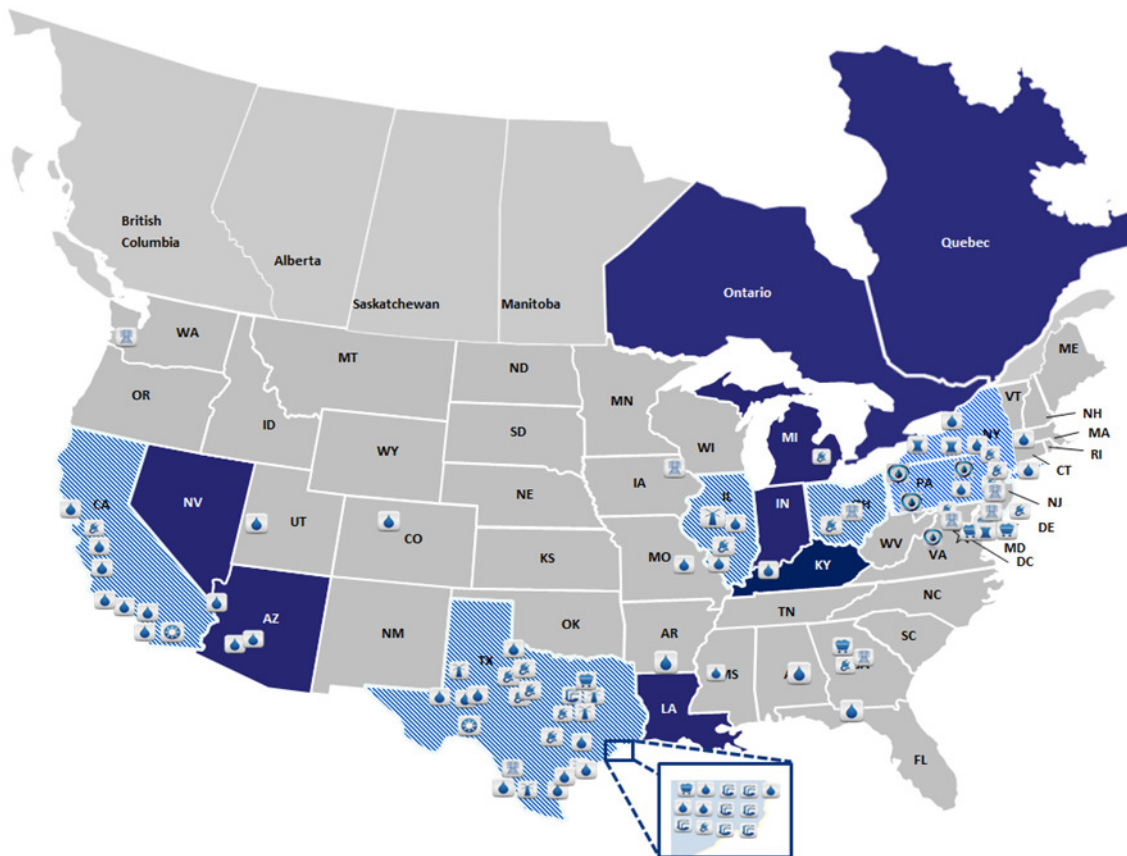 British
Columbia
Alberta
Saskatchewan
Manitoba
Ontario
Quebec
WA
MT
ND
MN
ME
OR
ID
SD
WI
MI
VT
NH
NY
MA
RI
WY
CT
IA
NE
PA
NV
IL
IN
NJ
CA
UT
CO
DE
WV
VA
MD
DC
KS
MO
KY
AZ
NM
OK
TN
NC
AR
SC
TX
LA
FL